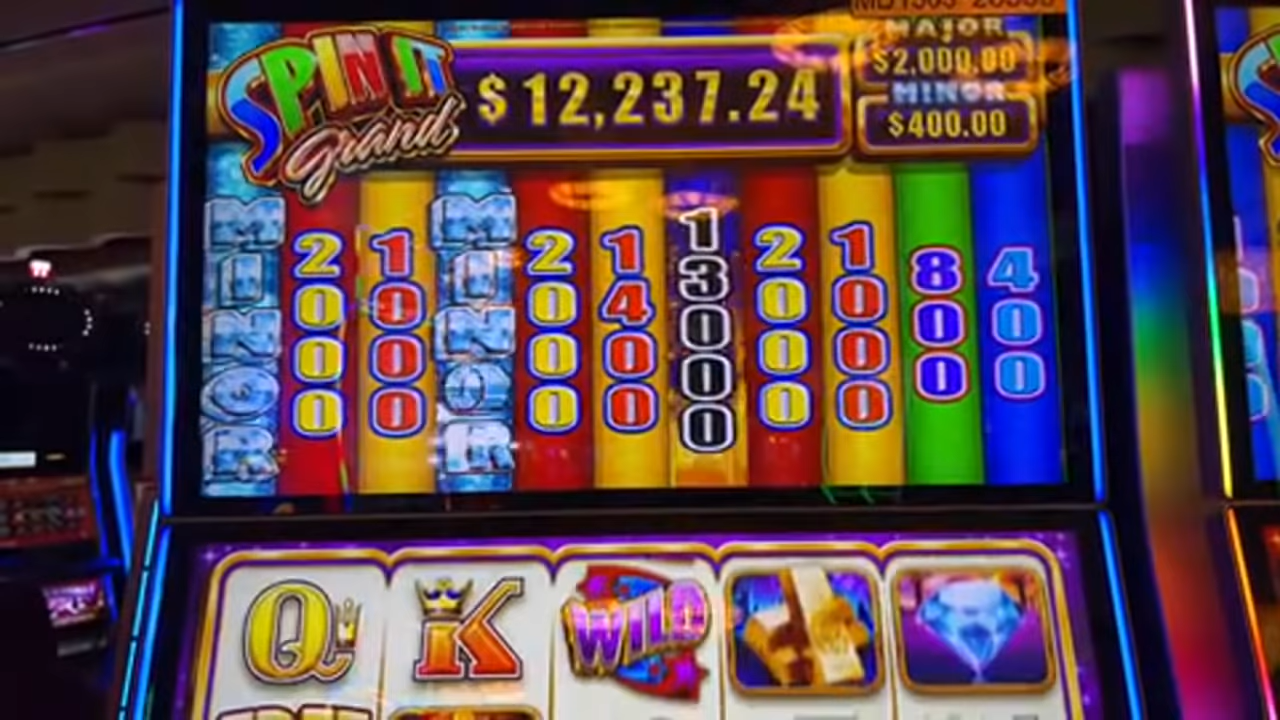 SPIN IT
Grand
$12,237.24
MAJOR
$2,000.00
MINOR
$400.00
MINOR
2000
1000
MINOR
2000
1400
13000
2000
1000
800
400
Q
K
WILD